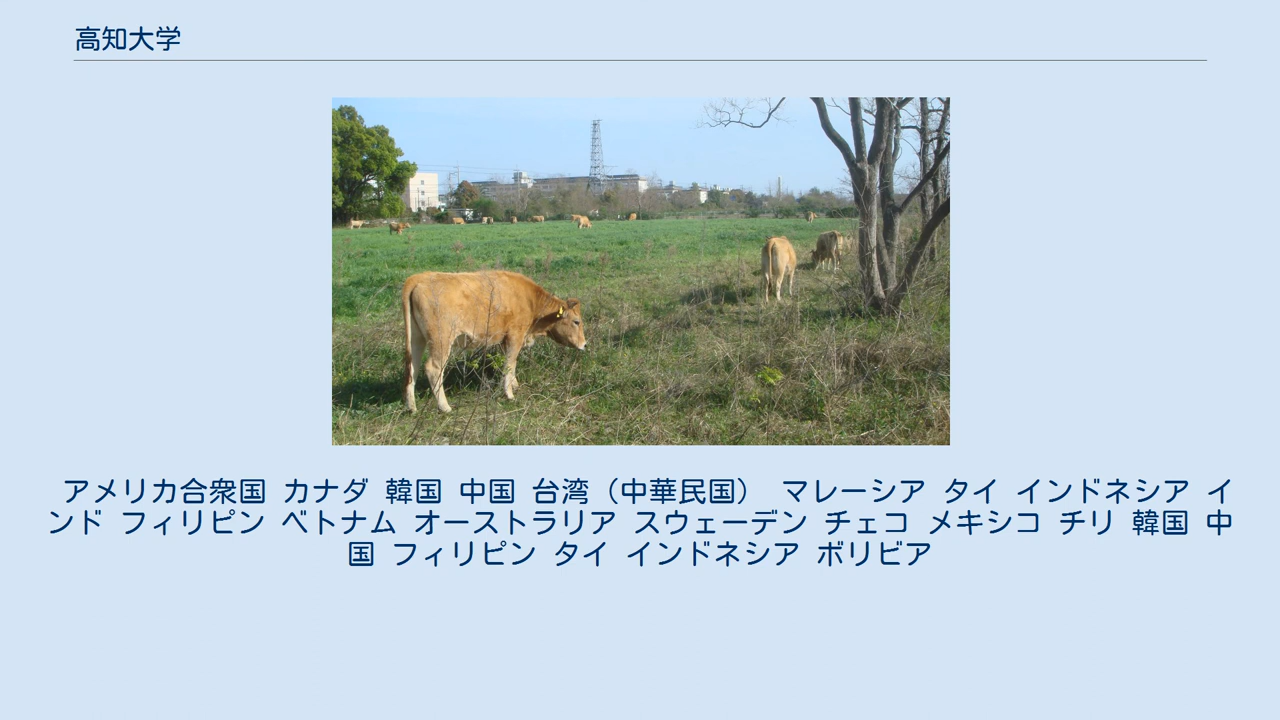 高知大学
アメリカ合衆国 カナダ 韓国 中国 台湾（中華民国） マレーシア タイ インドネシア イ
ンド フィリピン ベトナム オーストラリア スウェーデン チェコ メキシコ チリ 韓国 中
国 フィリピン タイ インドネシア ボリビア